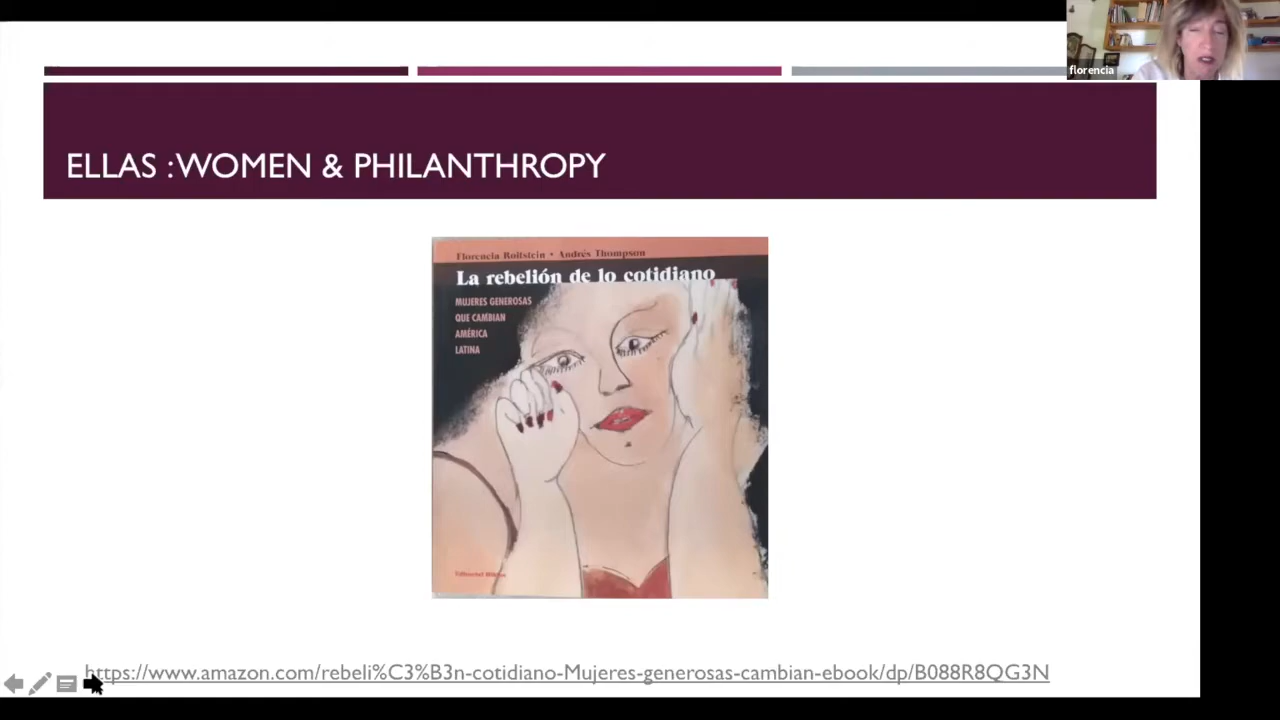 florencia
ELLAS :WOMEN & PHILANTHROPY
Florencia Roitstein • Andrés Thompson
La rebelión de lo cotidiano
MUJERES GENEROSAS
QUE CAMBIAN
AMÉRICA
LATINA
Editorial
https://www.amazon.com/rebeli%C3%B3n-cotidiano-Mujeres-generosas-cambian-ebook/dp/B088R8QG3N